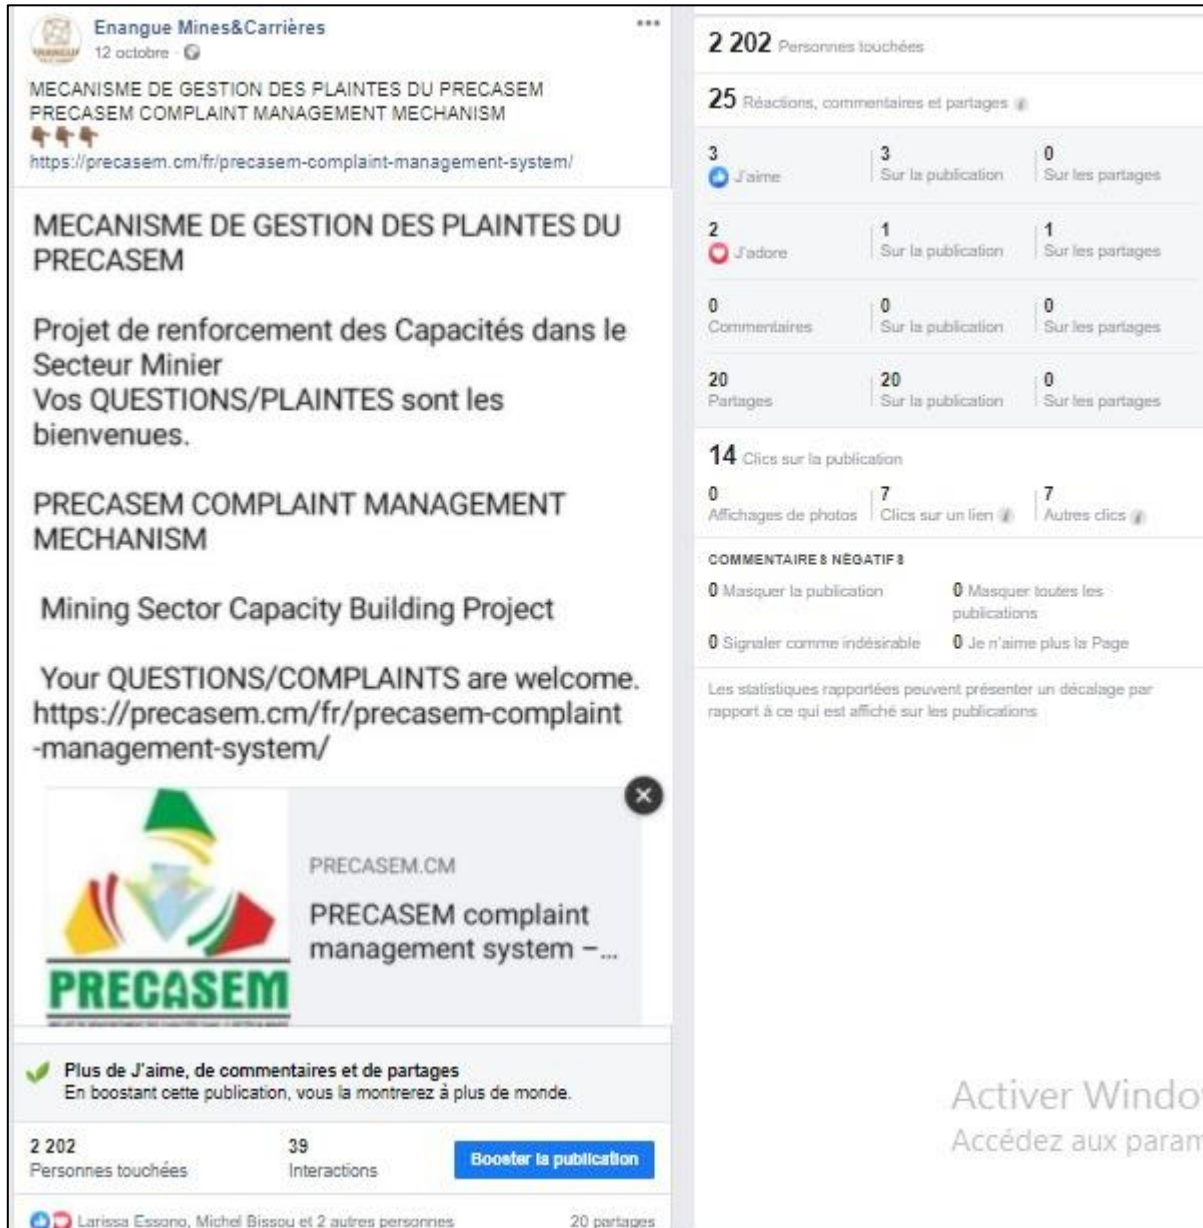 Enangue Mines&Carrières
12 octobre
MECANISME DE GESTION DES PLAINTES DU PRECASEM
PRECASEM COMPLAINT MANAGEMENT MECHANISM
https://precasem.cm/fr/precasem-complaint-management-system/
MECANISME DE GESTION DES PLAINTES DU
PRECASEM
Projet de renforcement des Capacités dans le
Secteur Minier
Vos QUESTIONS/PLAINTES sont les
bienvenues.
PRECASEM COMPLAINT MANAGEMENT
MECHANISM
Mining Sector Capacity Building Project
Your QUESTIONS/COMPLAINTS are welcome.
https://precasem.cm/fr/precasem-complaint
-management-system/
PRECASEM
PRECASEM.CM
PRECASEM complaint
management system –...
Plus de J'aime, de commentaires et de partages
En boostant cette publication, vous la montrerez à plus de monde.
2 202 39
Personnes touchées Interactions
Booster la publication
Larissa Essono, Michel Bissou et 2 autres personnes 20 partages
2 202 Personnes touchées
25 Réactions, commentaires et partages
3 3 0
J'aime Sur la publication Sur les partages
2 1 1
J'adore Sur la publication Sur les partages
0 0 0
Commentaires Sur la publication Sur les partages
20 20 0
Partages Sur la publication Sur les partages
14 Clics sur la publication
0 7 7
Affichages de photos Clics sur un lien Autres clics
COMMENTAIRES NÉGATIFS
0 Masquer la publication 0 Masquer toutes les
publications
0 Signaler comme indésirable 0 Je n'aime plus la Page
Les statistiques rapportées peuvent présenter un décalage par
rapport à ce qui est affiché sur les publications
Activer Windo
Accédez aux param